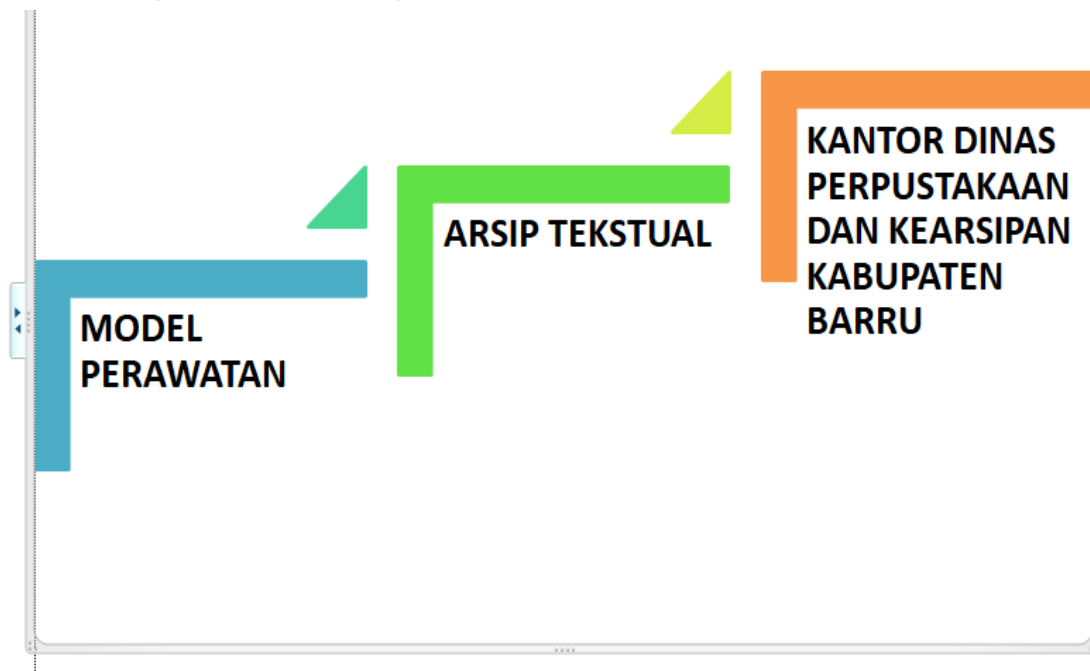 MODEL
PERAWATAN
ARSIP TEKSTUAL
KANTOR DINAS
PERPUSTAKAAN
DAN KEARSIPAN
KABUPATEN
BARRU